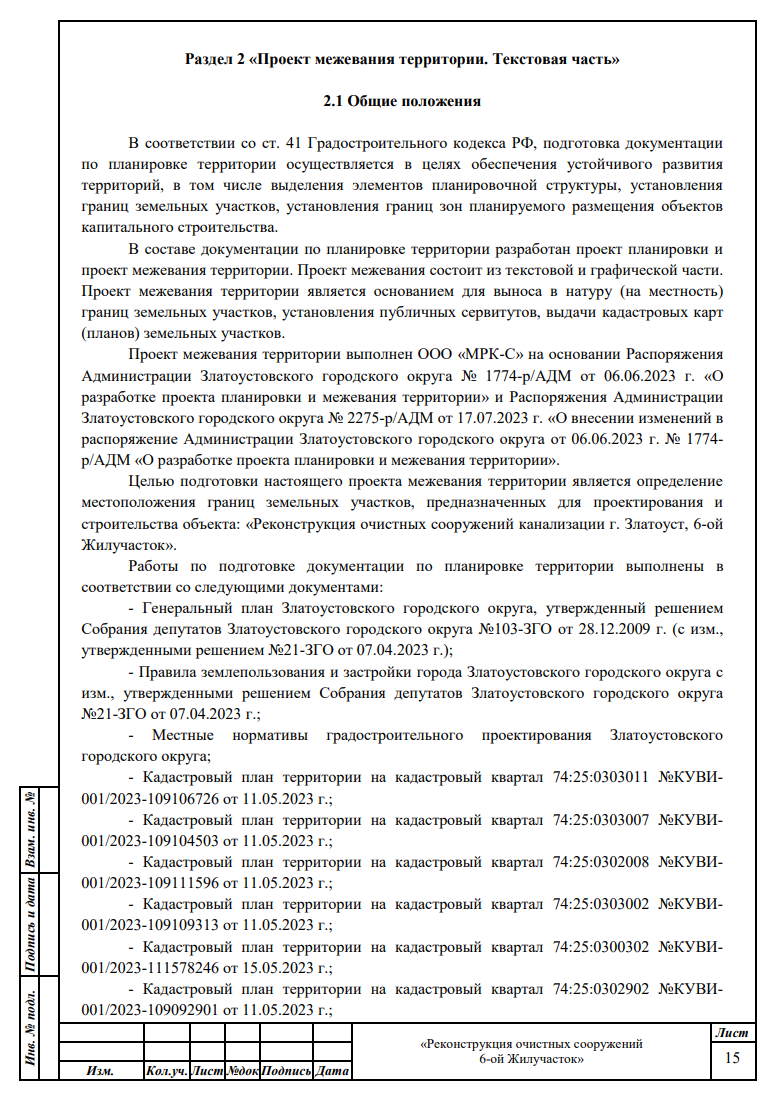 Раздел 2 «Проект межевания территории. Текстовая часть»
2.1 Общие положения
В соответствии со ст. 41 Градостроительного кодекса РФ, подготовка документации
по планировке территории осуществляется в целях обеспечения устойчивого развития
территорий, в том числе выделения элементов планировочной структуры, установления
границ земельных участков, установления границ зон планируемого размещения объектов
капитального строительства.
В составе документации по планировке территории разработан проект планировки и
проект межевания территории. Проект межевания состоит из текстовой и графической части.
Проект межевания территории является основанием для выноса в натуру (на местность)
границ земельных участков, установления публичных сервитутов, выдачи кадастровых карт
(планов) земельных участков.
Проект межевания территории выполнен ООО «МРК-С» на основании Распоряжения
Администрации Златоустовского городского округа № 1774-р/АДМ от 06.06.2023 г. «О
разработке проекта планировки и межевания территории» и Распоряжения Администрации
Златоустовского городского округа № 2275-р/АДМ от 17.07.2023 г. «О внесении изменений в
распоряжение Администрации Златоустовского городского округа от 06.06.2023 г. № 1774-
р/АДМ «О разработке проекта планировки и межевания территории».
Целью подготовки настоящего проекта межевания территории является определение
местоположения границ земельных участков, предназначенных для проектирования и
строительства объекта: «Реконструкция очистных сооружений канализации г. Златоуст, 6-ой
Жилучасток».
Работы по подготовке документации по планировке территории выполнены в
соответствии со следующими документами:
- Генеральный план Златоустовского городского округа, утвержденный решением
Собрания депутатов Златоустовского городского округа №103-ЗГО от 28.12.2009 г. (с изм.,
утвержденными решением №21-ЗГО от 07.04.2023 г.);
- Правила землепользования и застройки города Златоустовского городского округа с
изм., утвержденными решением Собрания депутатов Златоустовского городского округа
№21-ЗГО от 07.04.2023 г.;
- Местные нормативы градостроительного проектирования Златоустовского
городского округа;
- Кадастровый план территории на кадастровый квартал 74:25:0303011 №КУВИ-
001/2023-109106726 от 11.05.2023 г.;
- Кадастровый план территории на кадастровый квартал 74:25:0303007 №КУВИ-
001/2023-109104503 от 11.05.2023 г.;
- Кадастровый план территории на кадастровый квартал 74:25:0302008 №КУВИ-
001/2023-109111596 от 11.05.2023 г.;
- Кадастровый план территории на кадастровый квартал 74:25:0303002 №КУВИ-
001/2023-109109313 от 11.05.2023 г.;
- Кадастровый план территории на кадастровый квартал 74:25:0300302 №КУВИ-
001/2023-111578246 от 15.05.2023 г.;
- Кадастровый план территории на кадастровый квартал 74:25:0302902 №КУВИ-
001/2023-109092901 от 11.05.2023 г.;
Взам. инв. №
Подпись и дата
Инв. № подл.
Изм. Кол.уч. Лист №док Подпись Дата
«Реконструкция очистных сооружений
6-ой Жилучасток»
Лист
15